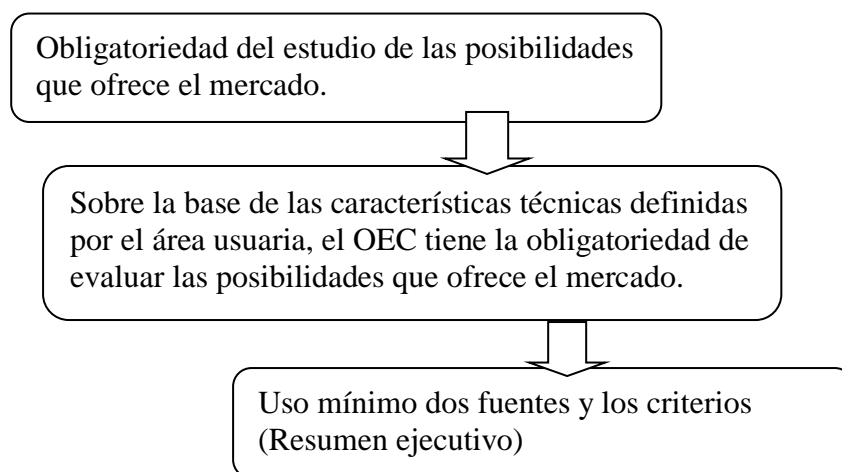 Obligatoriedad del estudio de las posibilidades
que ofrece el mercado.
Sobre la base de las características técnicas definidas
por el área usuaria, el OEC tiene la obligatoriedad de
evaluar las posibilidades que ofrece el mercado.
Uso mínimo dos fuentes y los criterios
(Resumen ejecutivo)